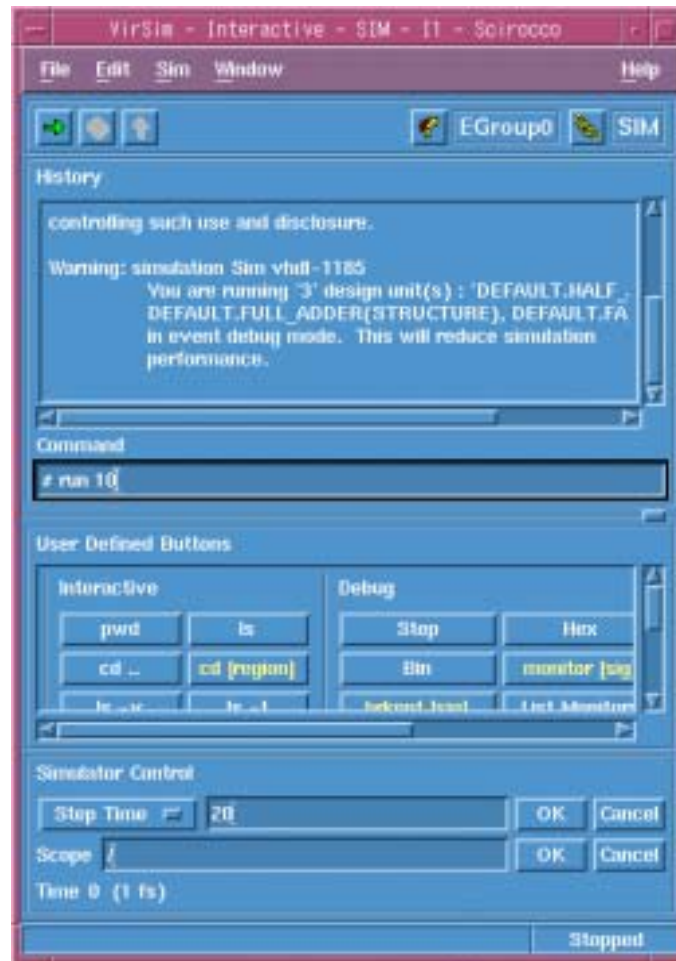 VirSim - Interactive - SIM - I1 - Scirocco
File Edit Sim Window Help
EGroup0 SIM
History
controlling such use and disclosure.
Warning: simulation Sim vhdl-1185
You are running '3' design unit(s) : 'DEFAULT.HALF_
DEFAULT.FULL_ADDER(STRUCTURE), DEFAULT.FA
in event debug mode. This will reduce simulation
performance.
Command
# run 10
User Defined Buttons
Interactive Debug
pwd ls Stop Hex
cd .. cd [region] Bin monitor [sig
ls -v ls -t List Monitor
Simulator Control
Step Time 20 OK Cancel
Scope / OK Cancel
Time 0 (1 fs)
Stopped